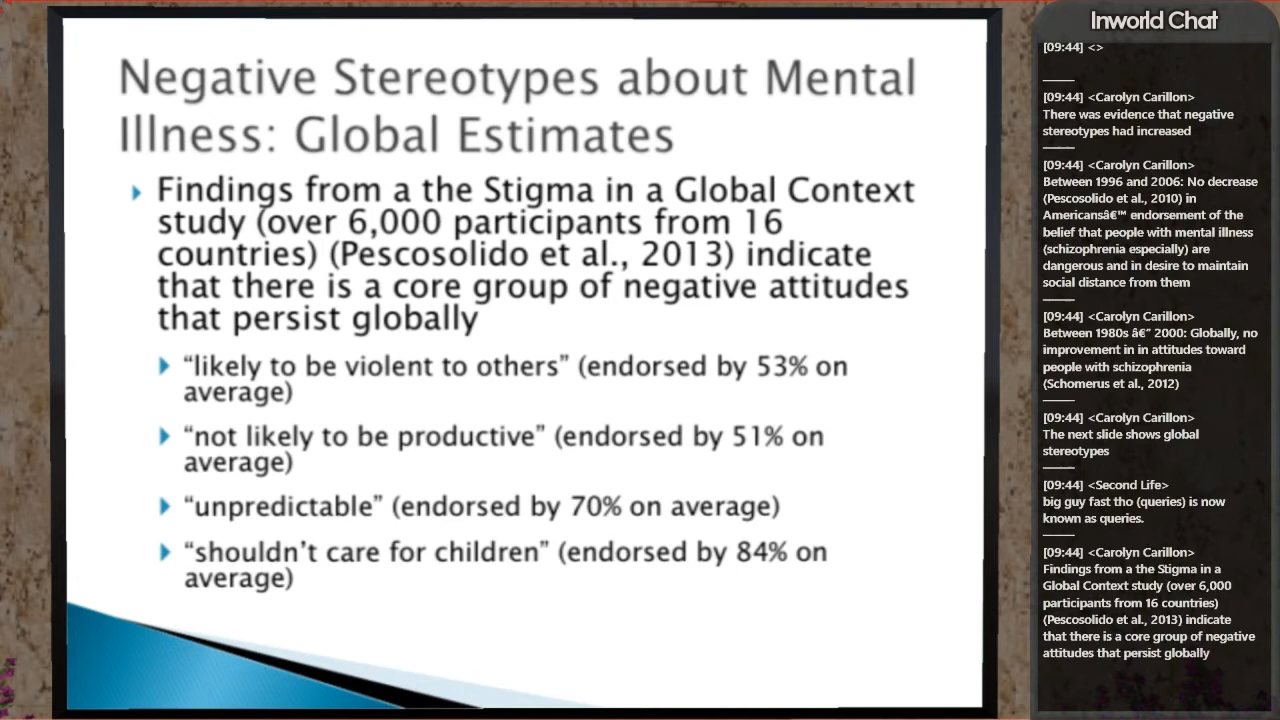 Negative Stereotypes about Mental
Illness: Global Estimates
Findings from a the Stigma in a Global Context
study (over 6,000 participants from 16
countries) (Pescosolido et al., 2013) indicate
that there is a core group of negative attitudes
that persist globally
“likely to be violent to others” (endorsed by 53% on
average)
“not likely to be productive” (endorsed by 51% on
average)
“unpredictable” (endorsed by 70% on average)
“shouldn’t care for children” (endorsed by 84% on
average)
Inworld Chat
[09:44] <>
[09:44] <Carolyn Carillon>
There was evidence that negative
stereotypes had increased
[09:44] <Carolyn Carillon>
Between 1996 and 2006: No decrease
(Pescosolido et al., 2010) in
Americansâ€™ endorsement of the
belief that people with mental illness
(schizophrenia especially) are
dangerous and in desire to maintain
social distance from them
[09:44] <Carolyn Carillon>
Between 1980s â€“ 2000: Globally, no
improvement in in attitudes toward
people with schizophrenia
(Schomerus et al., 2012)
[09:44] <Carolyn Carillon>
The next slide shows global
stereotypes
[09:44] <Second Life>
big guy fast tho (queries) is now
known as queries.
[09:44] <Carolyn Carillon>
Findings from a the Stigma in a
Global Context study (over 6,000
participants from 16 countries)
(Pescosolido et al., 2013) indicate
that there is a core group of negative
attitudes that persist globally